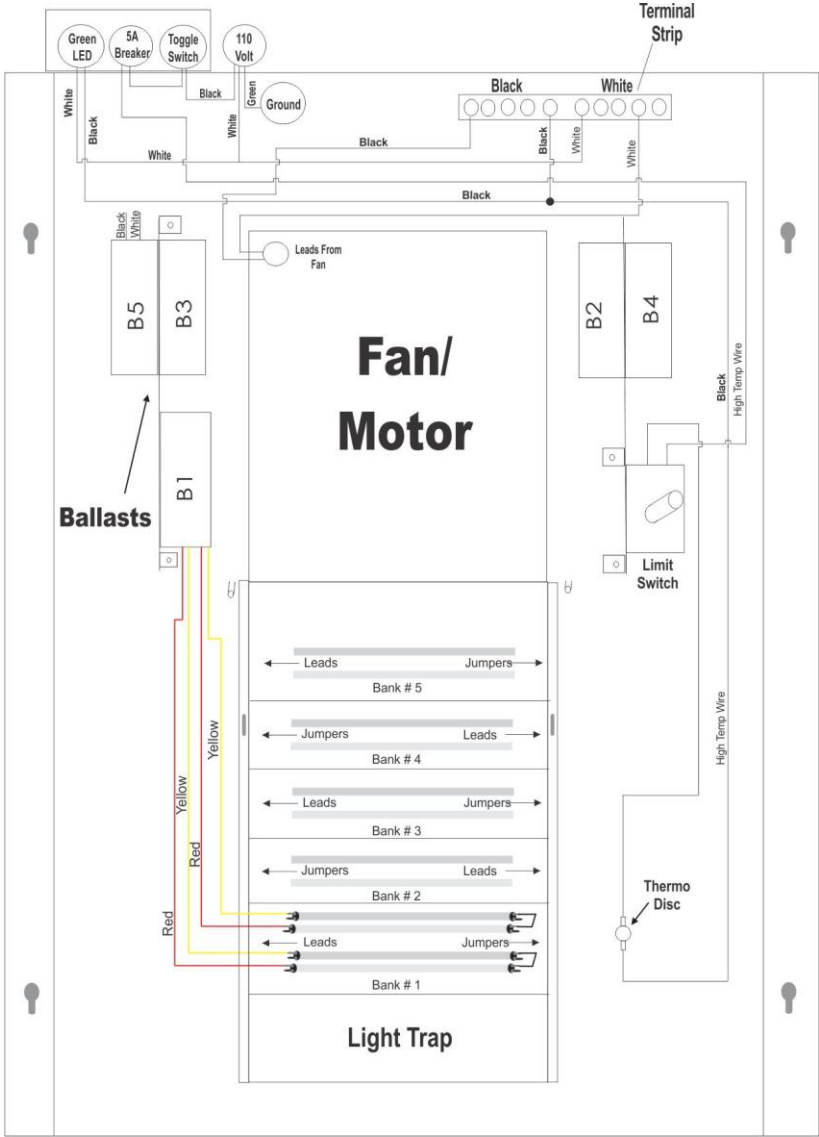 Terminal
Strip
Green
LED
5A
Breaker
Toggle
Switch
110
Volt
Black
White
White
Black
Black
White
Green
Ground
Black
Black
White
White
White
Black
Black
White
Leads From
Fan
B5
B3
B2
B4
Fan/
Motor
Black
High Temp Wire
Ballasts
B1
Limit
Switch
Leads
Jumpers
Bank # 5
Yellow
Jumpers
Leads
Bank # 4
High Temp Wire
Yellow
Leads
Jumpers
Bank # 3
Red
Jumpers
Leads
Bank # 2
Thermo
Disc
Red
Leads
Jumpers
Bank # 1
Light Trap